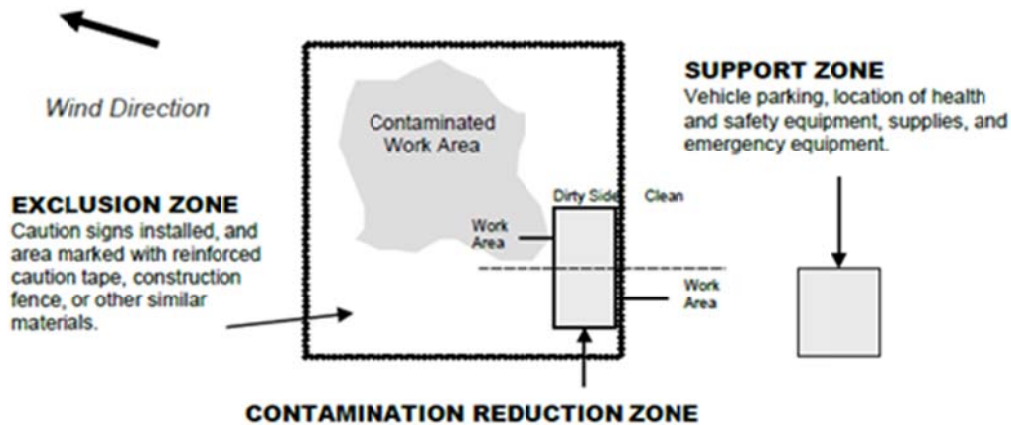 Wind Direction
SUPPORT ZONE
Vehicle parking, location of health
and safety equipment, supplies, and
emergency equipment.
Contaminated
Work Area
EXCLUSION ZONE
Caution signs installed, and
area marked with reinforced
caution tape, construction
fence, or other similar
materials.
Dirty Side
Clean
Work
Area
Work
Area
CONTAMINATION REDUCTION ZONE